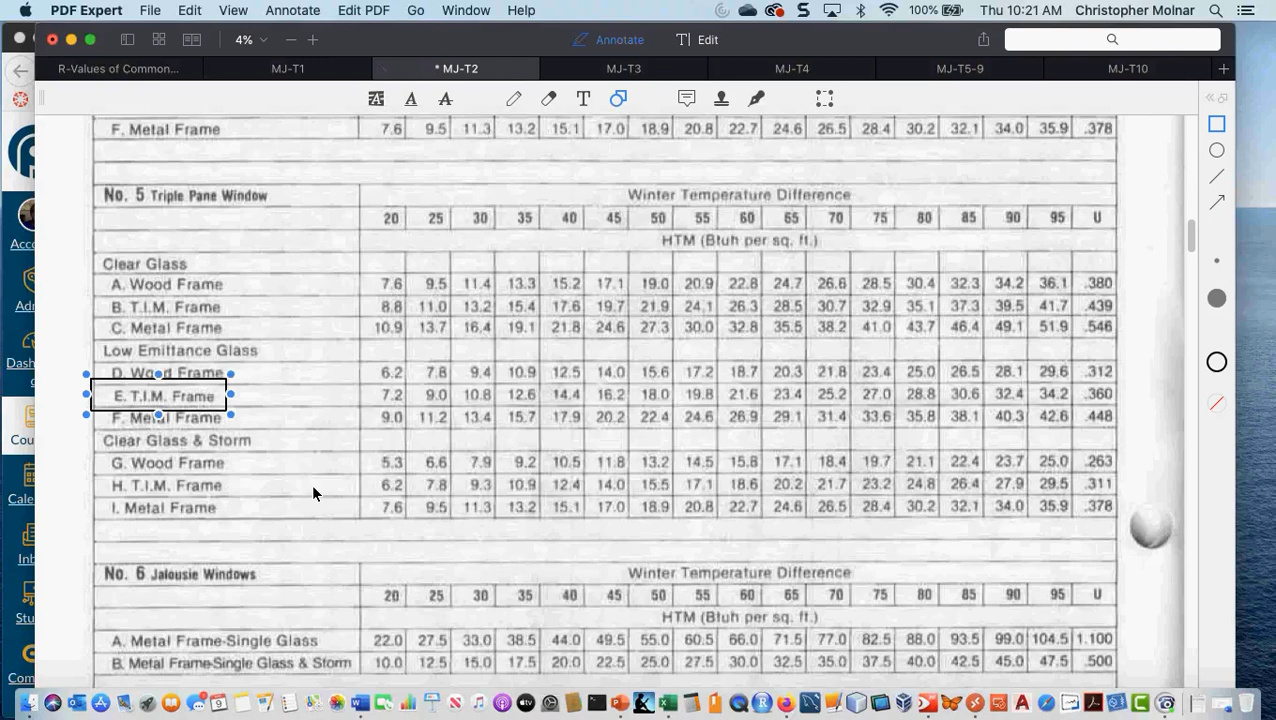 PDF Expert File Edit View Annotate Edit PDF Go Window Help 100% Thu 10:21 AM Christopher Molnar
4% Annotate Edit
R-Values of Common... MJ-T1 * MJ-T2 MJ-T3 MJ-T4 MJ-T5-9 MJ-T10
F. Metal Frame 7.6 9.5 11.3 13.2 15.1 17.0 18.9 20.8 22.7 24.6 26.5 28.4 30.2 32.1 34.0 35.9 .378
No. 5 Triple Pane Window Winter Temperature Difference
20 25 30 35 40 45 50 55 60 65 70 75 80 85 90 95 U
HTM (Btuh per sq. ft.)
Clear Glass
A. Wood Frame 7.6 9.5 11.4 13.3 15.2 17.1 19.0 20.9 22.8 24.7 26.6 28.5 30.4 32.3 34.2 36.1 .380
B. T.I.M. Frame 8.8 11.0 13.2 15.4 17.6 19.7 21.9 24.1 26.3 28.5 30.7 32.9 35.1 37.3 39.5 41.7 .439
C. Metal Frame 10.9 13.7 16.4 19.1 21.8 24.6 27.3 30.0 32.8 35.5 38.2 41.0 43.7 46.4 49.1 51.9 .546
Low Emittance Glass
D. Wood Frame 6.2 7.8 9.4 10.9 12.5 14.0 15.6 17.2 18.7 20.3 21.8 23.4 25.0 26.5 28.1 29.6 .312
E. T.I.M. Frame 7.2 9.0 10.8 12.6 14.4 16.2 18.0 19.8 21.6 23.4 25.2 27.0 28.8 30.6 32.4 34.2 .360
F. Metal Frame 9.0 11.2 13.4 15.7 17.9 20.2 22.4 24.6 26.9 29.1 31.4 33.6 35.8 38.1 40.3 42.6 .448
Clear Glass & Storm
G. Wood Frame 5.3 6.6 7.9 9.2 0.5 11.8 13.2 14.5 15.8 17.1 18.4 19.7 21.1 22.4 23.7 25.0 .263
H. T.I.M. Frame 6.2 7.8 9.3 10.9 12.4 14.0 15.5 17.1 18.6 20.2 21.7 23.2 24.8 26.4 27.9 29.5 .311
I. Metal Frame 7.6 9.5 11.3 13.2 15.1 17.0 18.9 20.8 22.7 24.6 26.5 28.4 30.2 32.1 34.0 35.9 .378
No. 6 Jalousie Windows Winter Temperature Difference
20 25 30 35 40 45 50 55 60 65 70 75 80 85 90 95 U
HTM (Btuh per sq. ft.)
A. Metal Frame-Single Glass 22.0 27.5 33.0 38.5 44.0 49.5 55.0 60.5 66.0 71.5 77.0 82.5 88.0 93.5 99.0 104.5 1.100
B. Metal Frame-Single Glass & Storm 10.0 12.5 15.0 17.5 20.0 22.5 25.0 27.5 30.0 32.5 35.0 37.5 40.0 42.5 45.0 47.5 .500
Acco
Adr
Dash
g
Cou
Cale
Inb
Stu